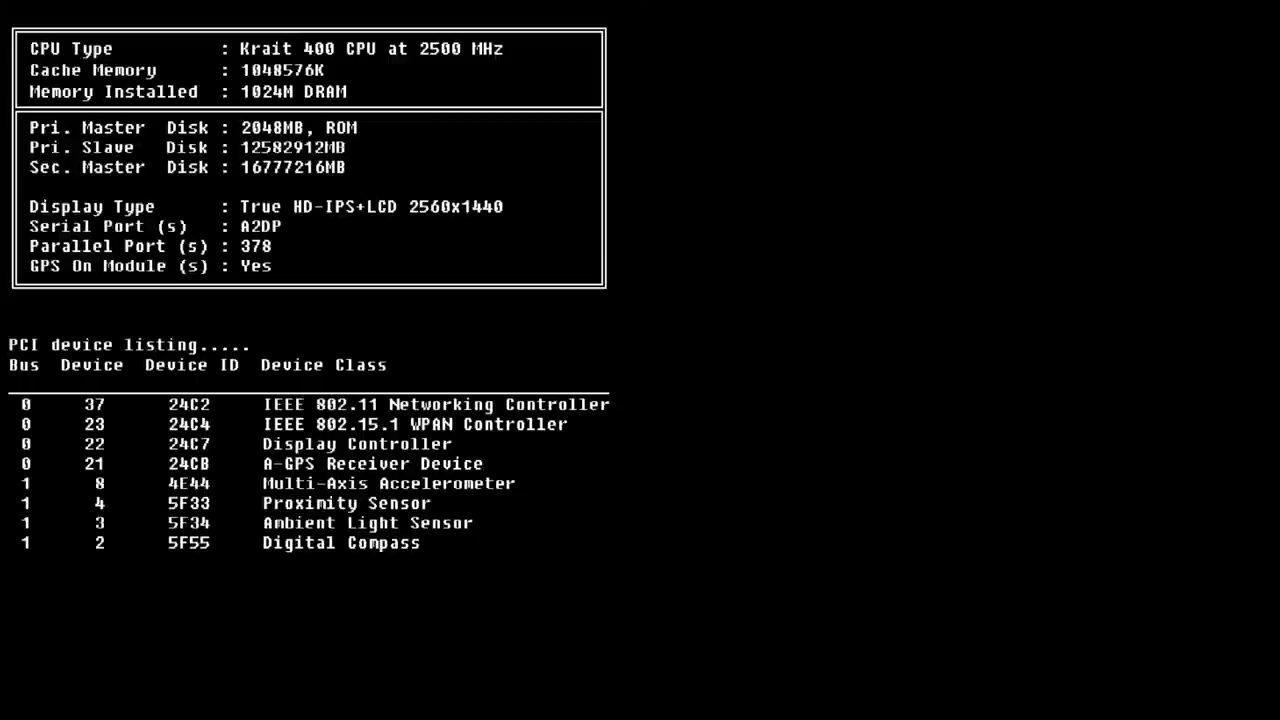 CPU Type : Krait 400 CPU at 2500 MHz
Cache Memory : 1048576K
Memory Installed : 1024M DRAM
Pri. Master Disk : 2048MB, ROM
Pri. Slave Disk : 12582912MB
Sec. Master Disk : 16777216MB
Display Type : True HD-IPS+LCD 2560x1440
Serial Port (s) : A2DP
Parallel Port (s) : 378
GPS On Module (s) : Yes
PCI device listing.....
Bus Device Device ID Device Class
0 37 24C2 IEEE 802.11 Networking Controller
0 23 24C4 IEEE 802.15.1 WPAN Controller
0 22 24C7 Display Controller
0 21 24CB A-GPS Receiver Device
1 8 4E44 Multi-Axis Accelerometer
1 4 5F33 Proximity Sensor
1 3 5F34 Ambient Light Sensor
1 2 5F55 Digital Compass